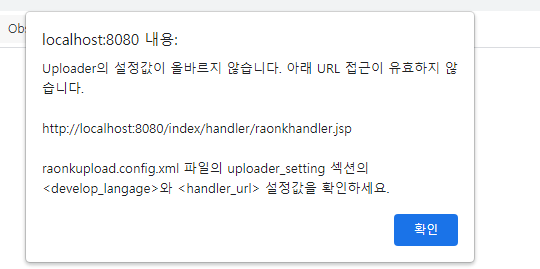 Obs
localhost:8080 내용:
Uploader의 설정값이 올바르지 않습니다. 아래 URL 접근이 유효하지 않
습니다.
http://localhost:8080/index/handler/raonkhandler.jsp
raonkupload.config.xml 파일의 uploader_setting 섹션의
<develop_langage>와 <handler_url> 설정값을 확인하세요.
확인